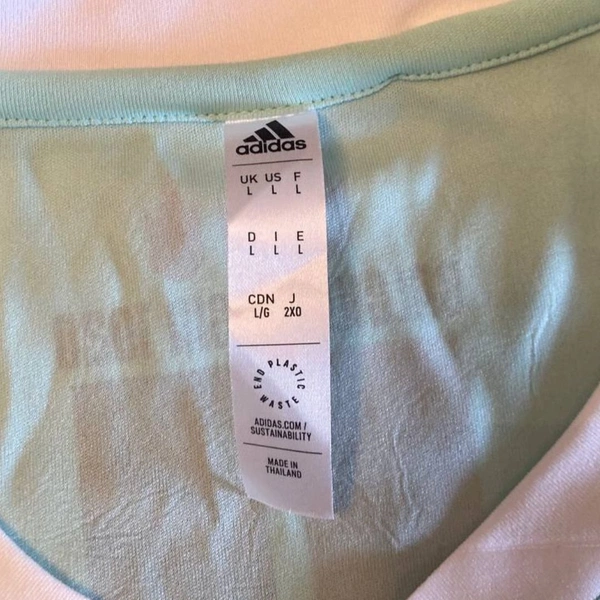 adidas
UK US F
L L L
D I E
L L L
CDN J
L/G 2XO
END PLASTIC WASTE
ADIDAS.COM/
SUSTAINABILITY
MADE IN
THAILAND